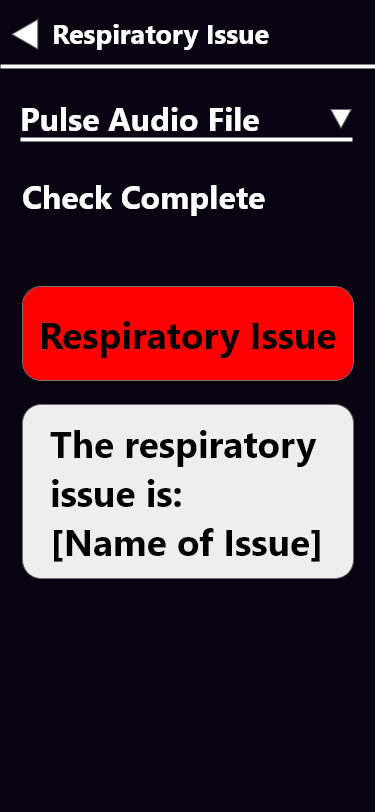 Respiratory Issue
Pulse Audio File
Check Complete
Respiratory Issue
The respiratory
issue is:
[Name of Issue]